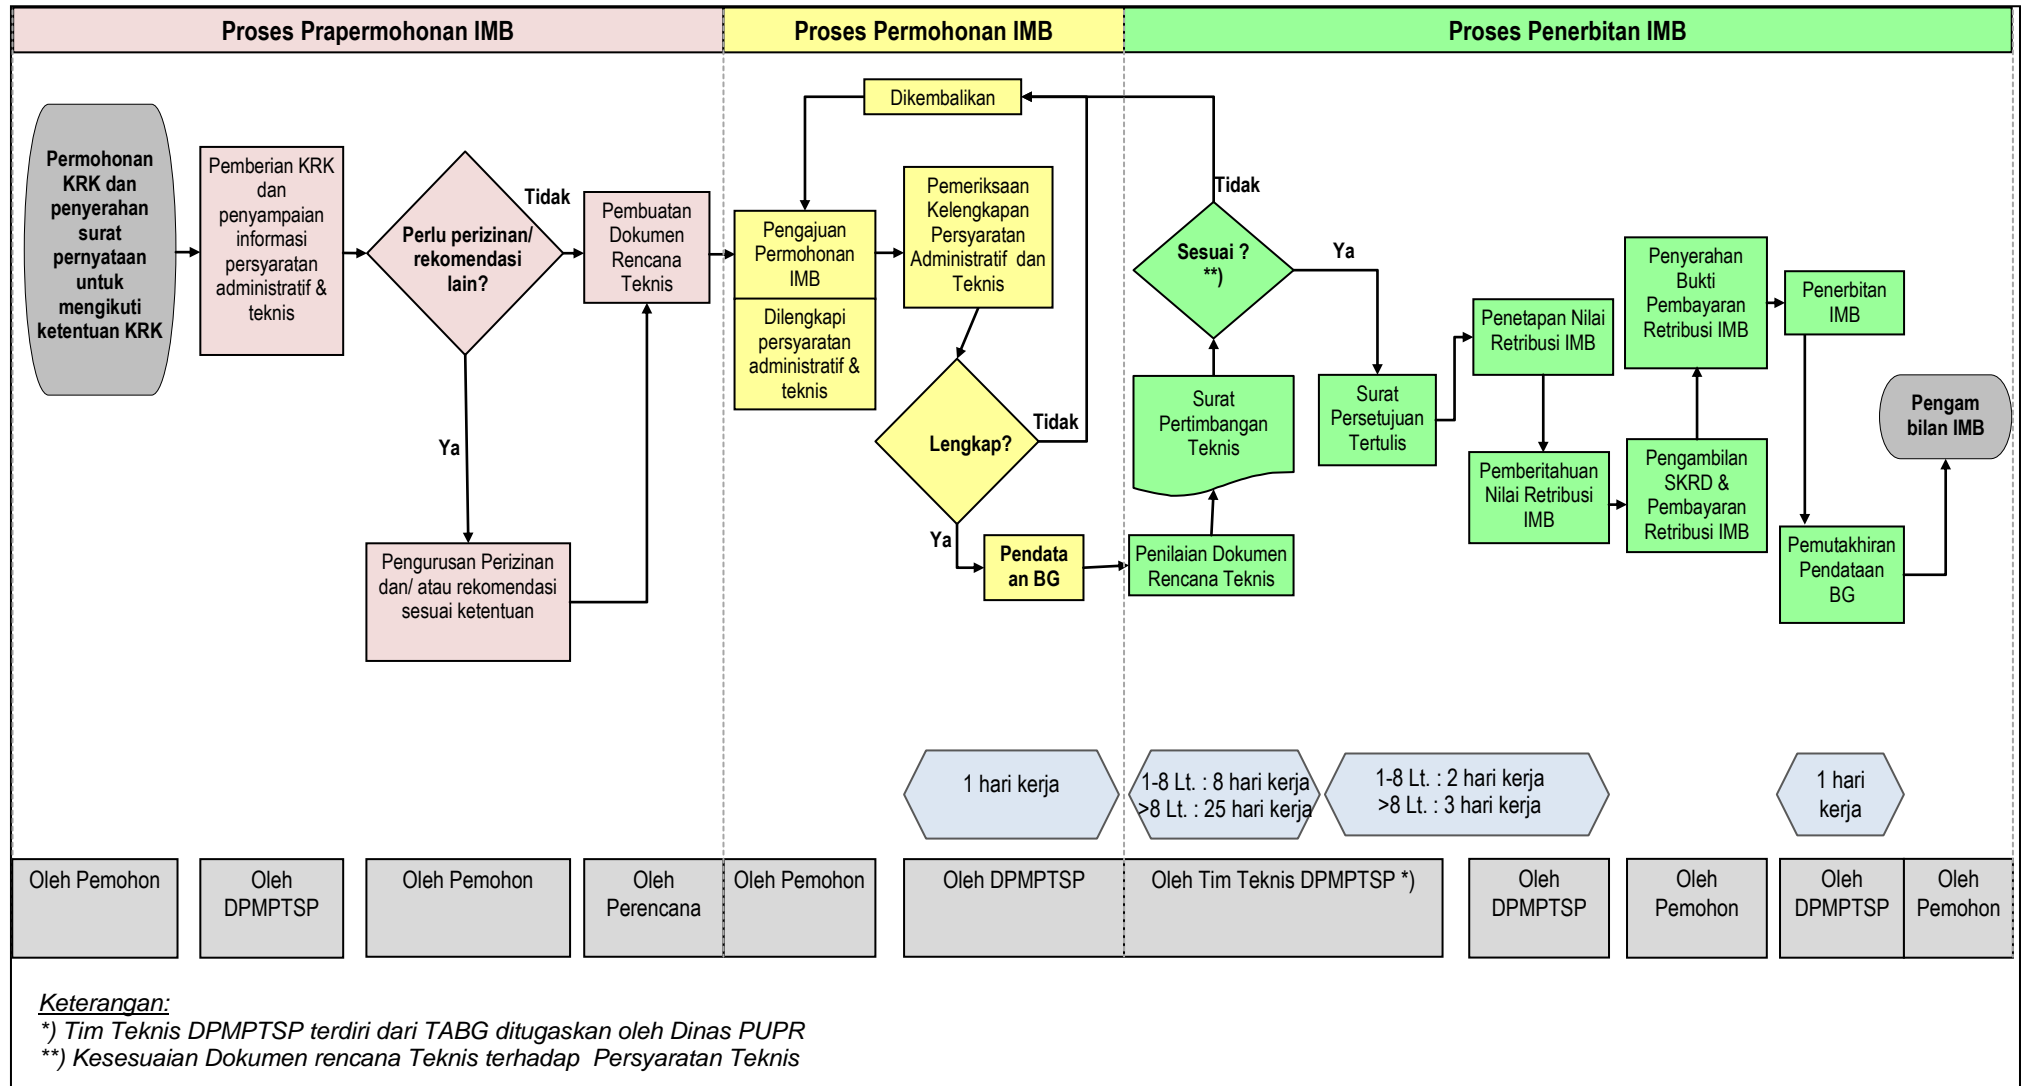 Proses Prapermohonan IMB
Proses Permohonan IMB
Proses Penerbitan IMB
Permohonan
KRK dan
penyerahan
surat
pernyataan
untuk
mengikuti
ketentuan KRK
Pemberian KRK
dan
penyampaian
informasi
persyaratan
administratif &
teknis
Perlu perizinan/
rekomendasi
lain?
Tidak
Ya
Pembuatan
Dokumen
Rencana
Teknis
Pengurusan Perizinan
dan/ atau rekomendasi
sesuai ketentuan
Dikembalikan
Pengajuan
Permohonan
IMB
Dilengkapi
persyaratan
administratif &
teknis
Pemeriksaan
Kelengkapan
Persyaratan
Administratif dan
Teknis
Lengkap?
Tidak
Ya
Pendata
an BG
Penilaian Dokumen
Rencana Teknis
Surat
Pertimbangan
Teknis
Sesuai ?
**)
Tidak
Ya
Surat
Persetujuan
Tertulis
Penetapan Nilai
Retribusi IMB
Pemberitahuan
Nilai Retribusi
IMB
Pengambilan
SKRD &
Pembayaran
Retribusi IMB
Penyerahan
Bukti
Pembayaran
Retribusi IMB
Penerbitan
IMB
Pemutakhiran
Pendataan
BG
Pengam
bilan IMB
1 hari kerja
1-8 Lt. : 8 hari kerja
>8 Lt. : 25 hari kerja
1-8 Lt. : 2 hari kerja
>8 Lt. : 3 hari kerja
1 hari
kerja
Oleh Pemohon
Oleh
DPMPTSP
Oleh Pemohon
Oleh
Perencana
Oleh Pemohon
Oleh DPMPTSP
Oleh Tim Teknis DPMPTSP *)
Oleh
DPMPTSP
Oleh
Pemohon
Oleh
DPMPTSP
Oleh
Pemohon
Keterangan:
*) Tim Teknis DPMPTSP terdiri dari TABG ditugaskan oleh Dinas PUPR
**) Kesesuaian Dokumen rencana Teknis terhadap Persyaratan Teknis